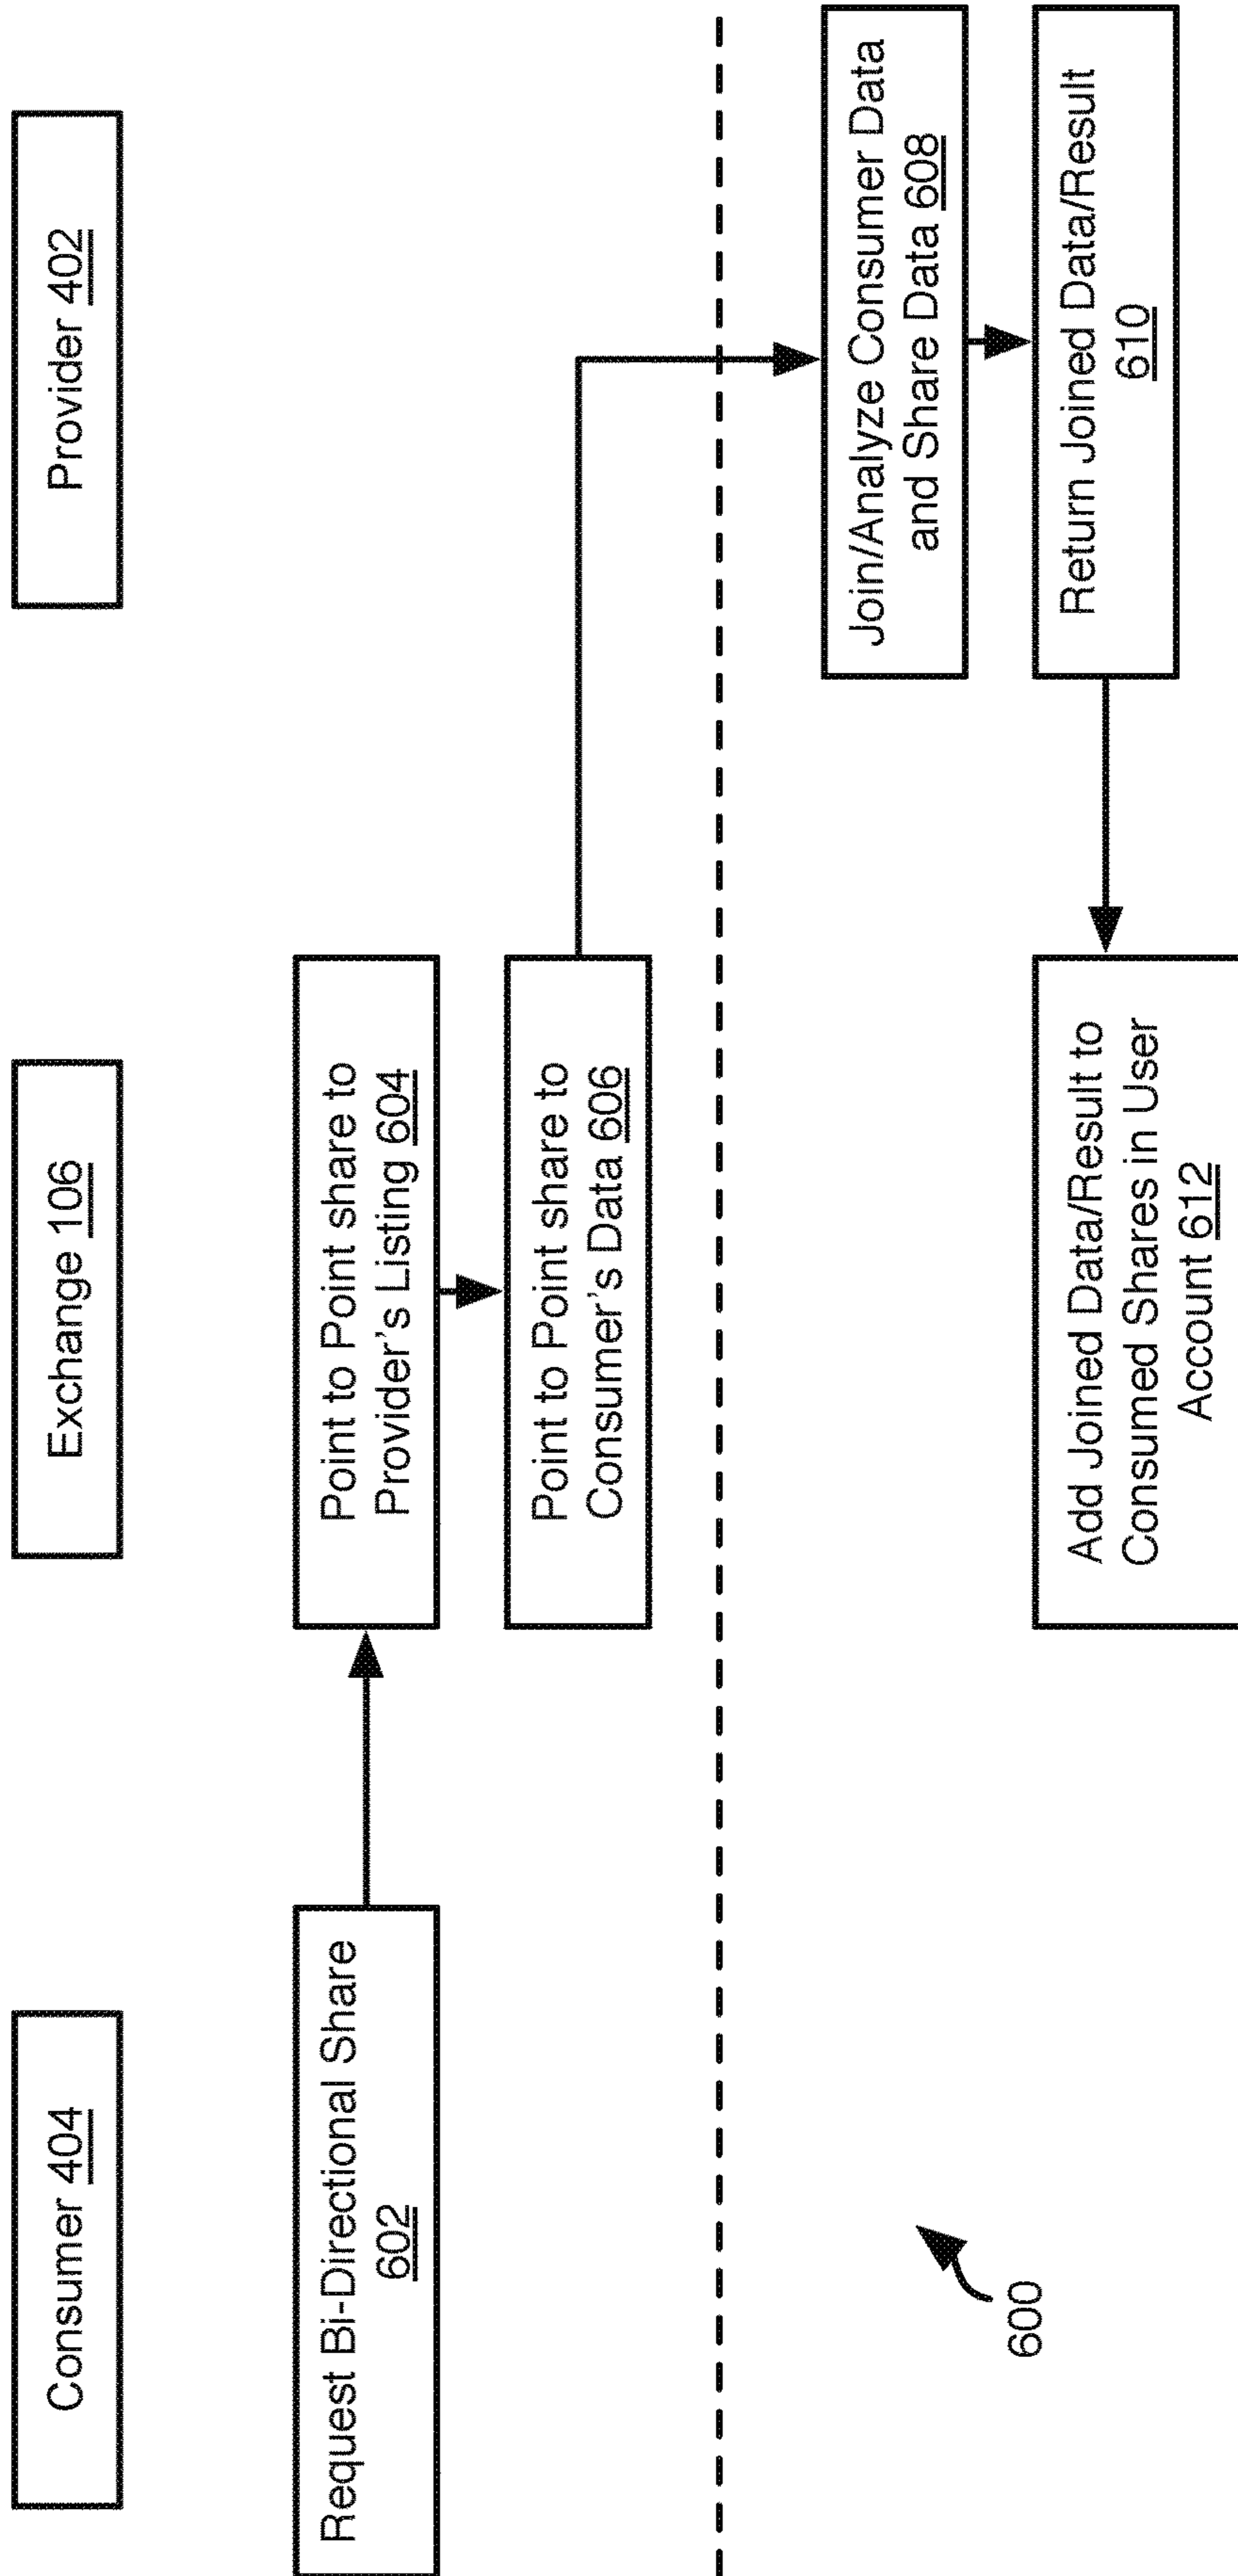 Consumer 404
Exchange 106
Provider 402
Request Bi-Directional Share
602
Point to Point share to
Provider's Listing 604
Point to Point share to
Consumer's Data 606
Join/Analyze Consumer Data
and Share Data 608
Return Joined Data/Result
610
Add Joined Data/Result to
Consumed Shares in User
Account 612
600